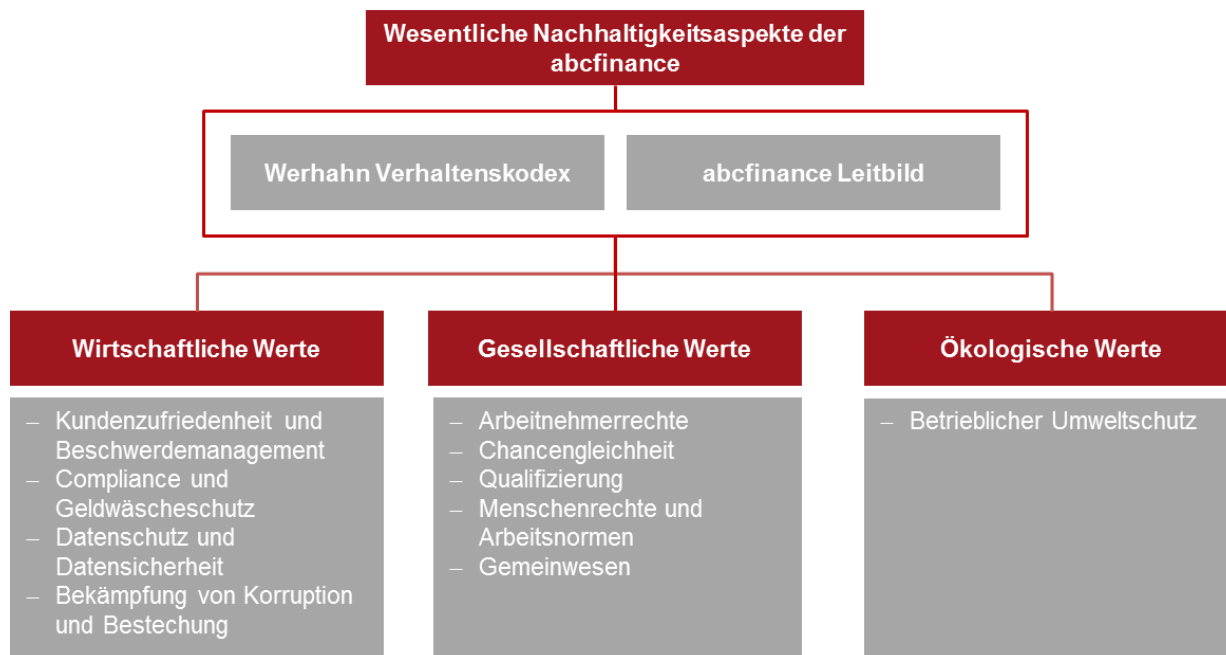 Wesentliche Nachhaltigkeitsaspekte der
abcfinance
Werhahn Verhaltenskodex
abcfinance Leitbild
Wirtschaftliche Werte
– Kundenzufriedenheit und
Beschwerdemanagement
– Compliance und
Geldwäscheschutz
– Datenschutz und
Datensicherheit
– Bekämpfung von Korruption
und Bestechung
Gesellschaftliche Werte
– Arbeitnehmerrechte
– Chancengleichheit
– Qualifizierung
– Menschenrechte und
Arbeitsnormen
– Gemeinwesen
Ökologische Werte
– Betrieblicher Umweltschutz